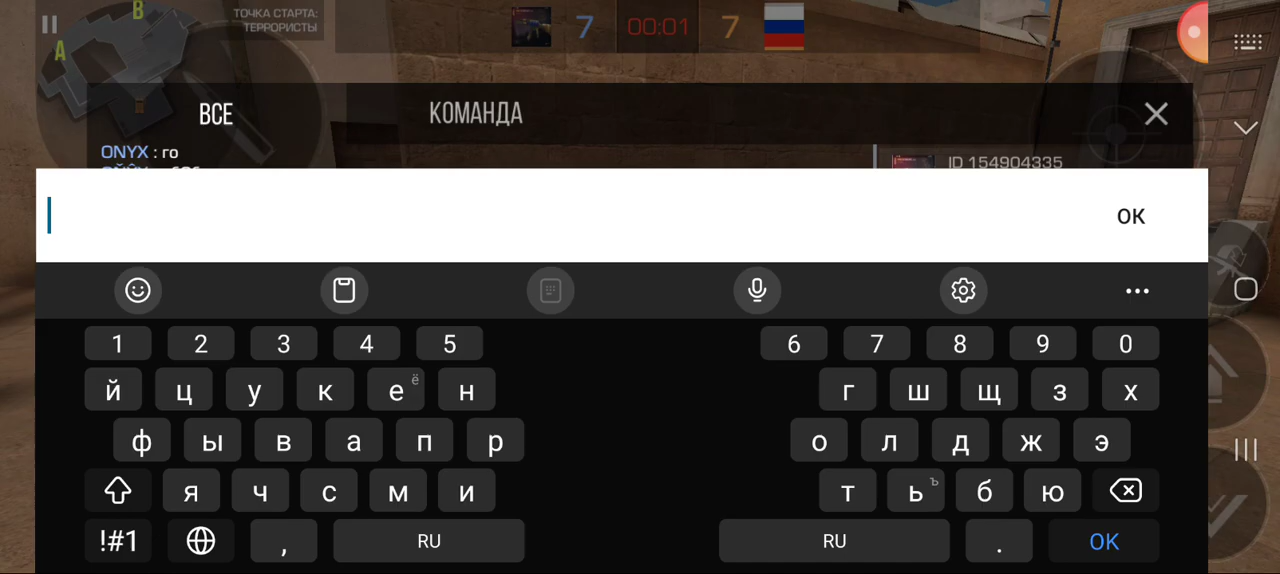 B
A
ТОЧКА СТАРТА:
ТЕРРОРИСТЫ
7 00:01 7
ВСЕ КОМАНДА
ONYX : го
ID 154904335
ОК
1 2 3 4 5 6 7 8 9 0
й ц у к е ё н г ш щ з х
ф ы в а п р о л д ж э
я ч с м и т ь ъ б ю
!#1 , RU RU . OK